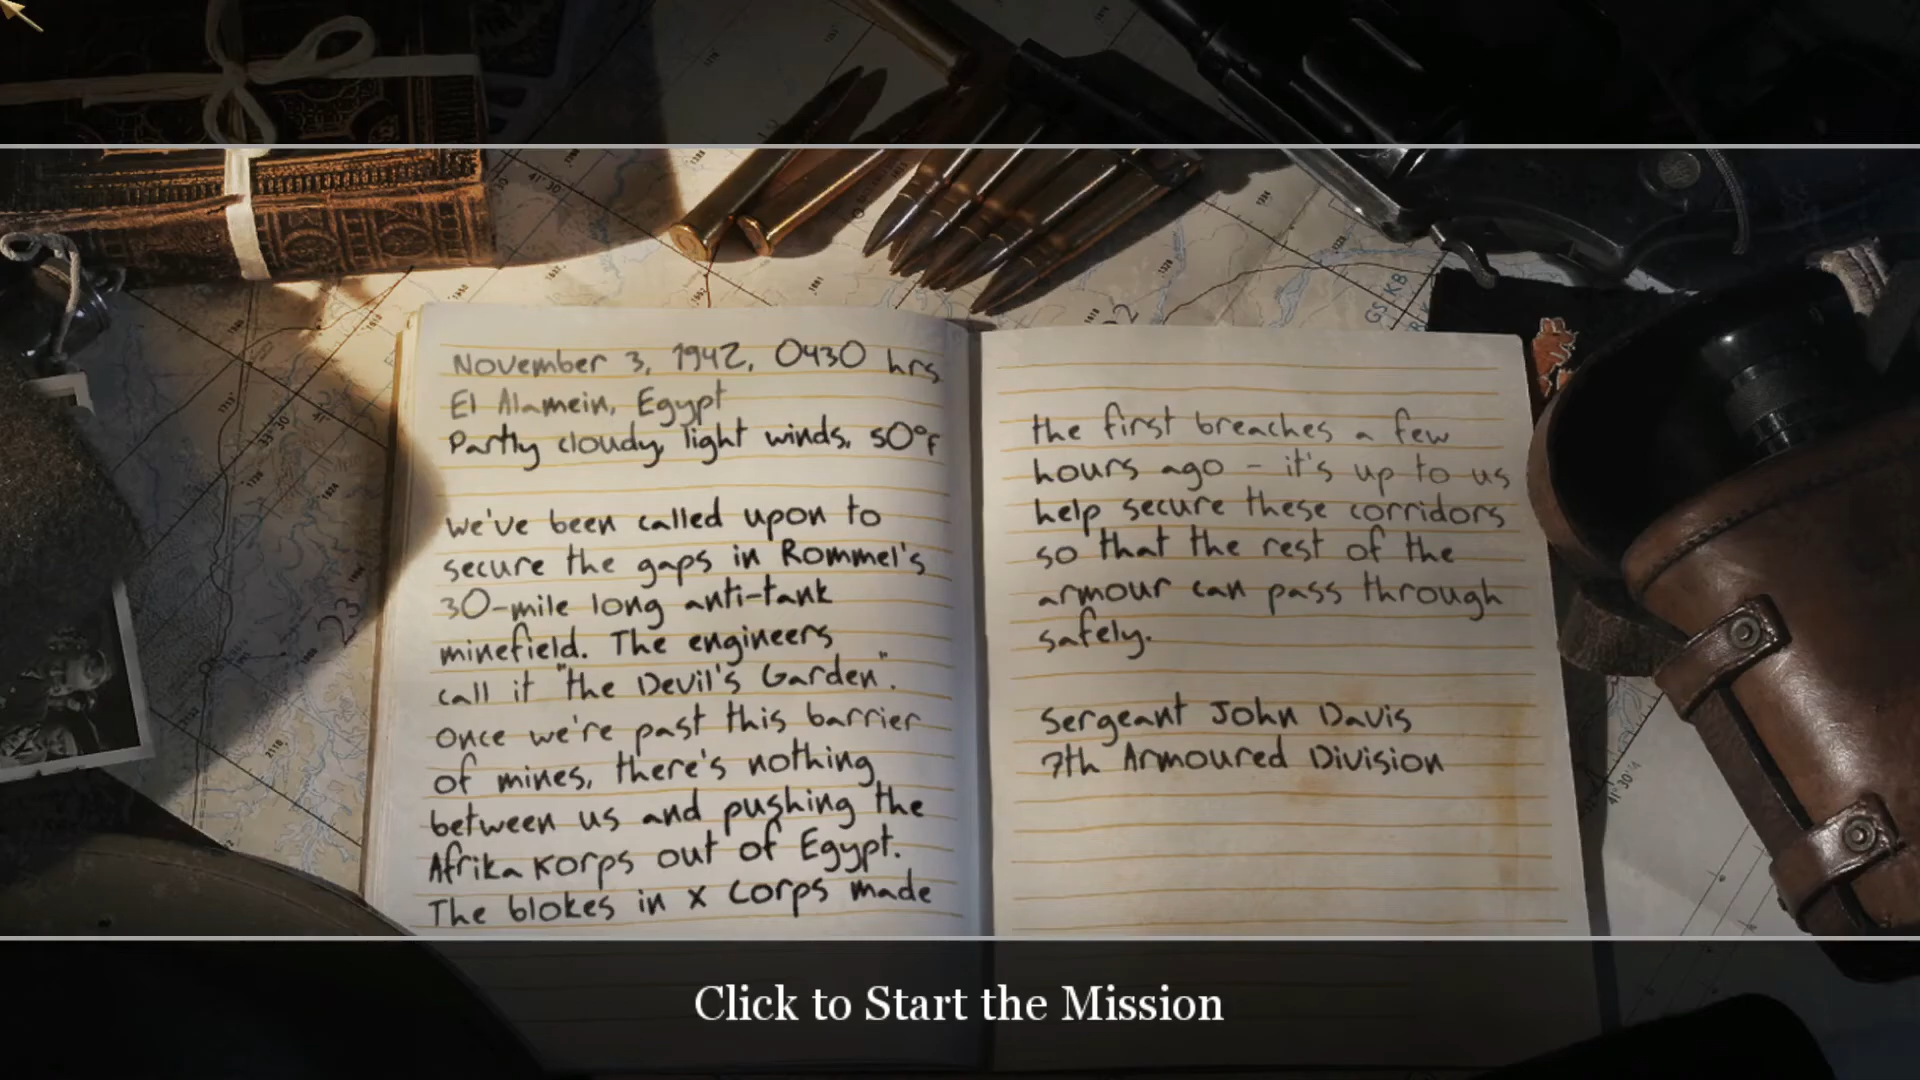 November 3, 1942, 0430 hrs
El Alamein, Egypt
Partly cloudy, light winds, 50°F
We've been called upon to
secure the gaps in Rommel's
30-mile long anti-tank
minefield. The engineers
call it "the Devil's Garden".
Once we're past this barrier
of mines, there's nothing
between us and pushing the
Afrika Korps out of Egypt.
The blokes in X Corps made
the first breaches a few
hours ago - it's up to us
help secure these corridors
so that the rest of the
armour can pass through
safely.
Sergeant John Davis
7th Armoured Division
GS KB
23
Click to Start the Mission